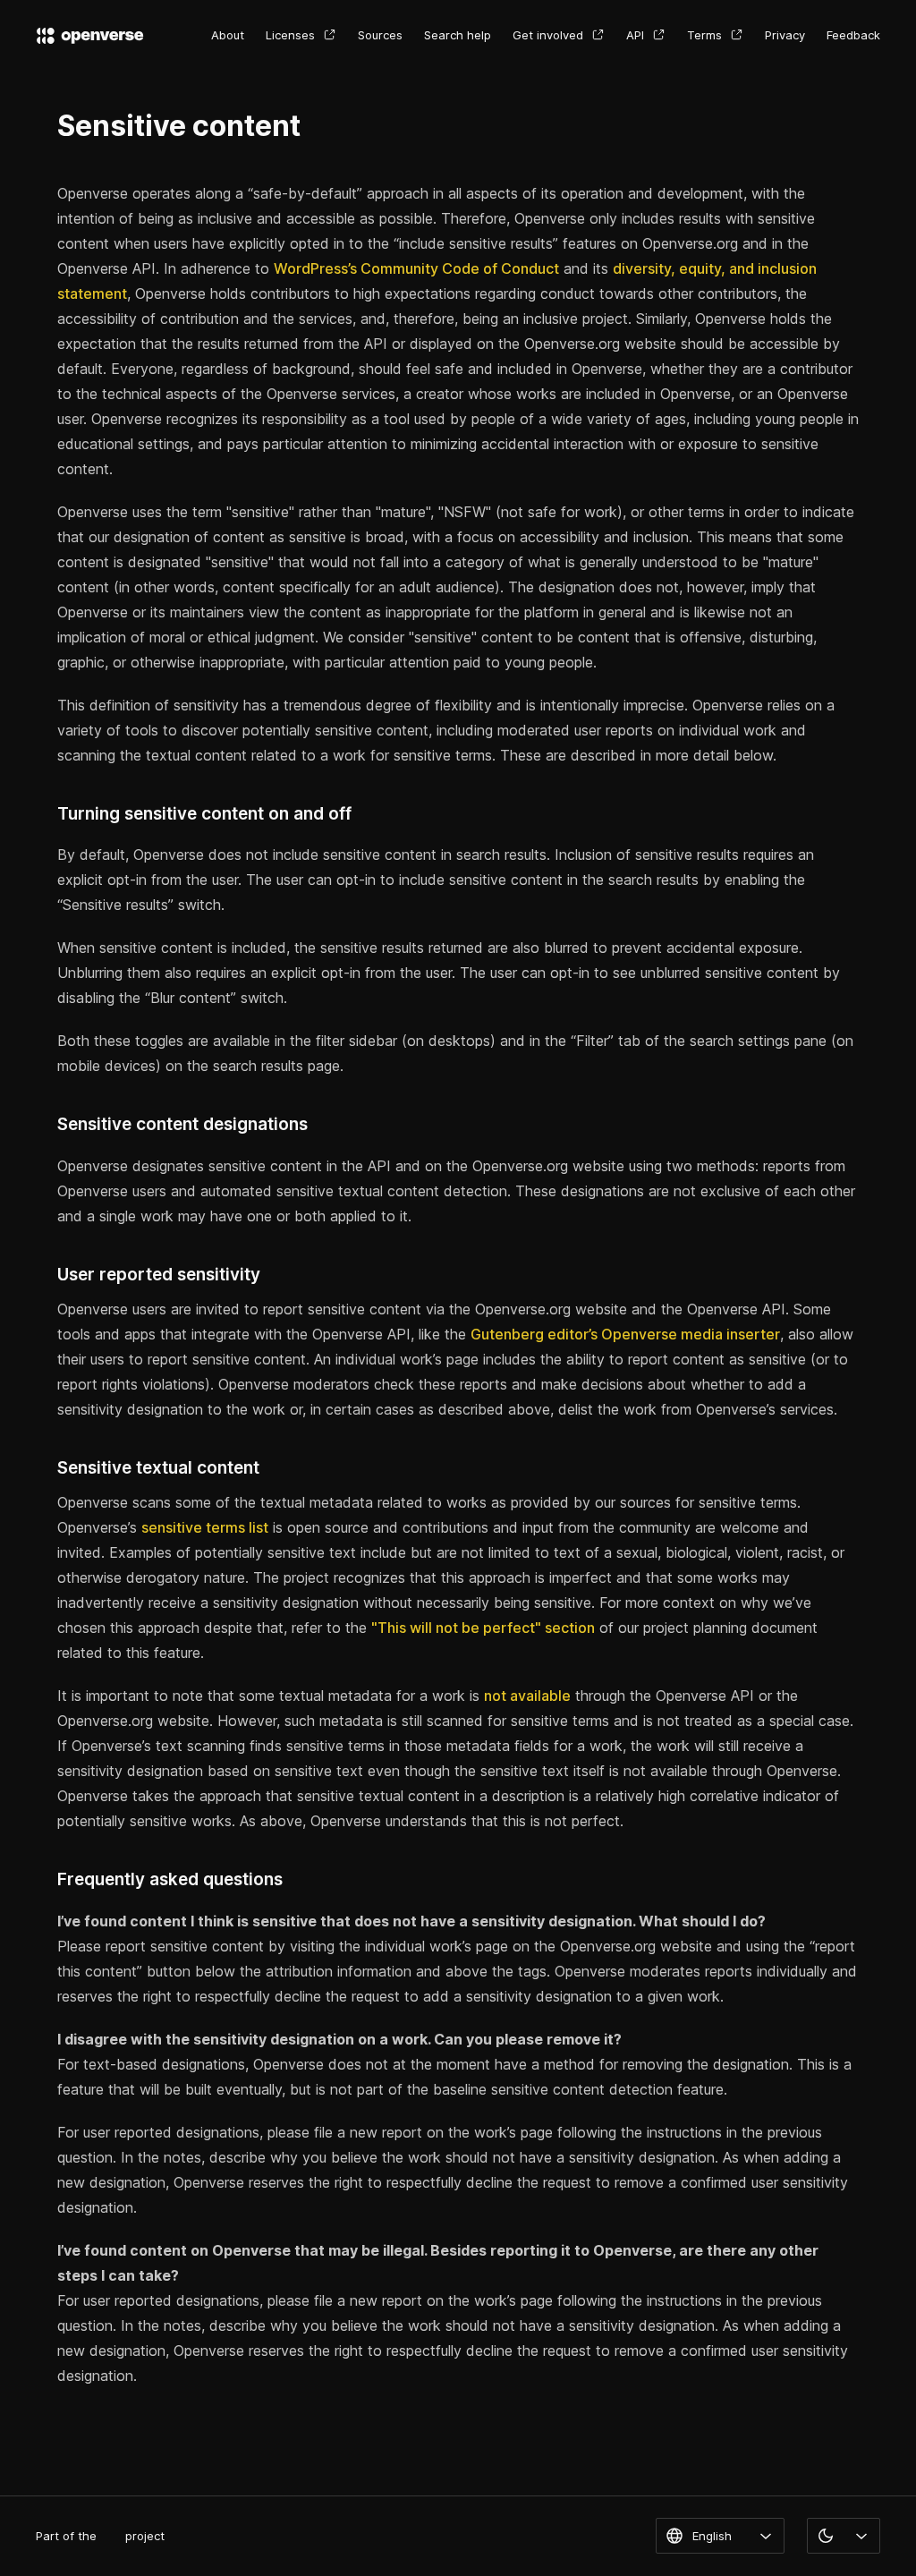 openverse
About
Licenses
Sources
Search help
Get involved
API
Terms
Privacy
Feedback
Sensitive content
Openverse operates along a “safe-by-default” approach in all aspects of its operation and development, with the
intention of being as inclusive and accessible as possible. Therefore, Openverse only includes results with sensitive
content when users have explicitly opted in to the “include sensitive results” features on Openverse.org and in the
Openverse API. In adherence to WordPress’s Community Code of Conduct and its diversity, equity, and inclusion
statement, Openverse holds contributors to high expectations regarding conduct towards other contributors, the
accessibility of contribution and the services, and, therefore, being an inclusive project. Similarly, Openverse holds the
expectation that the results returned from the API or displayed on the Openverse.org website should be accessible by
default. Everyone, regardless of background, should feel safe and included in Openverse, whether they are a contributor
to the technical aspects of the Openverse services, a creator whose works are included in Openverse, or an Openverse
user. Openverse recognizes its responsibility as a tool used by people of a wide variety of ages, including young people in
educational settings, and pays particular attention to minimizing accidental interaction with or exposure to sensitive
content.
Openverse uses the term "sensitive" rather than "mature", "NSFW" (not safe for work), or other terms in order to indicate
that our designation of content as sensitive is broad, with a focus on accessibility and inclusion. This means that some
content is designated "sensitive" that would not fall into a category of what is generally understood to be "mature"
content (in other words, content specifically for an adult audience). The designation does not, however, imply that
Openverse or its maintainers view the content as inappropriate for the platform in general and is likewise not an
implication of moral or ethical judgment. We consider "sensitive" content to be content that is offensive, disturbing,
graphic, or otherwise inappropriate, with particular attention paid to young people.
This definition of sensitivity has a tremendous degree of flexibility and is intentionally imprecise. Openverse relies on a
variety of tools to discover potentially sensitive content, including moderated user reports on individual work and
scanning the textual content related to a work for sensitive terms. These are described in more detail below.
Turning sensitive content on and off
By default, Openverse does not include sensitive content in search results. Inclusion of sensitive results requires an
explicit opt-in from the user. The user can opt-in to include sensitive content in the search results by enabling the
“Sensitive results” switch.
When sensitive content is included, the sensitive results returned are also blurred to prevent accidental exposure.
Unblurring them also requires an explicit opt-in from the user. The user can opt-in to see unblurred sensitive content by
disabling the “Blur content” switch.
Both these toggles are available in the filter sidebar (on desktops) and in the “Filter” tab of the search settings pane (on
mobile devices) on the search results page.
Sensitive content designations
Openverse designates sensitive content in the API and on the Openverse.org website using two methods: reports from
Openverse users and automated sensitive textual content detection. These designations are not exclusive of each other
and a single work may have one or both applied to it.
User reported sensitivity
Openverse users are invited to report sensitive content via the Openverse.org website and the Openverse API. Some
tools and apps that integrate with the Openverse API, like the Gutenberg editor’s Openverse media inserter, also allow
their users to report sensitive content. An individual work’s page includes the ability to report content as sensitive (or to
report rights violations). Openverse moderators check these reports and make decisions about whether to add a
sensitivity designation to the work or, in certain cases as described above, delist the work from Openverse’s services.
Sensitive textual content
Openverse scans some of the textual metadata related to works as provided by our sources for sensitive terms.
Openverse’s sensitive terms list is open source and contributions and input from the community are welcome and
invited. Examples of potentially sensitive text include but are not limited to text of a sexual, biological, violent, racist, or
otherwise derogatory nature. The project recognizes that this approach is imperfect and that some works may
inadvertently receive a sensitivity designation without necessarily being sensitive. For more context on why we’ve
chosen this approach despite that, refer to the "This will not be perfect" section of our project planning document
related to this feature.
It is important to note that some textual metadata for a work is not available through the Openverse API or the
Openverse.org website. However, such metadata is still scanned for sensitive terms and is not treated as a special case.
If Openverse’s text scanning finds sensitive terms in those metadata fields for a work, the work will still receive a
sensitivity designation based on sensitive text even though the sensitive text itself is not available through Openverse.
Openverse takes the approach that sensitive textual content in a description is a relatively high correlative indicator of
potentially sensitive works. As above, Openverse understands that this is not perfect.
Frequently asked questions
I’ve found content I think is sensitive that does not have a sensitivity designation. What should I do?
Please report sensitive content by visiting the individual work’s page on the Openverse.org website and using the “report
this content” button below the attribution information and above the tags. Openverse moderates reports individually and
reserves the right to respectfully decline the request to add a sensitivity designation to a given work.
I disagree with the sensitivity designation on a work. Can you please remove it?
For text-based designations, Openverse does not at the moment have a method for removing the designation. This is a
feature that will be built eventually, but is not part of the baseline sensitive content detection feature.
For user reported designations, please file a new report on the work’s page following the instructions in the previous
question. In the notes, describe why you believe the work should not have a sensitivity designation. As when adding a
new designation, Openverse reserves the right to respectfully decline the request to remove a confirmed user sensitivity
designation.
I’ve found content on Openverse that may be illegal. Besides reporting it to Openverse, are there any other
steps I can take?
For user reported designations, please file a new report on the work’s page following the instructions in the previous
question. In the notes, describe why you believe the work should not have a sensitivity designation. As when adding a
new designation, Openverse reserves the right to respectfully decline the request to remove a confirmed user sensitivity
designation.
Part of the project
English